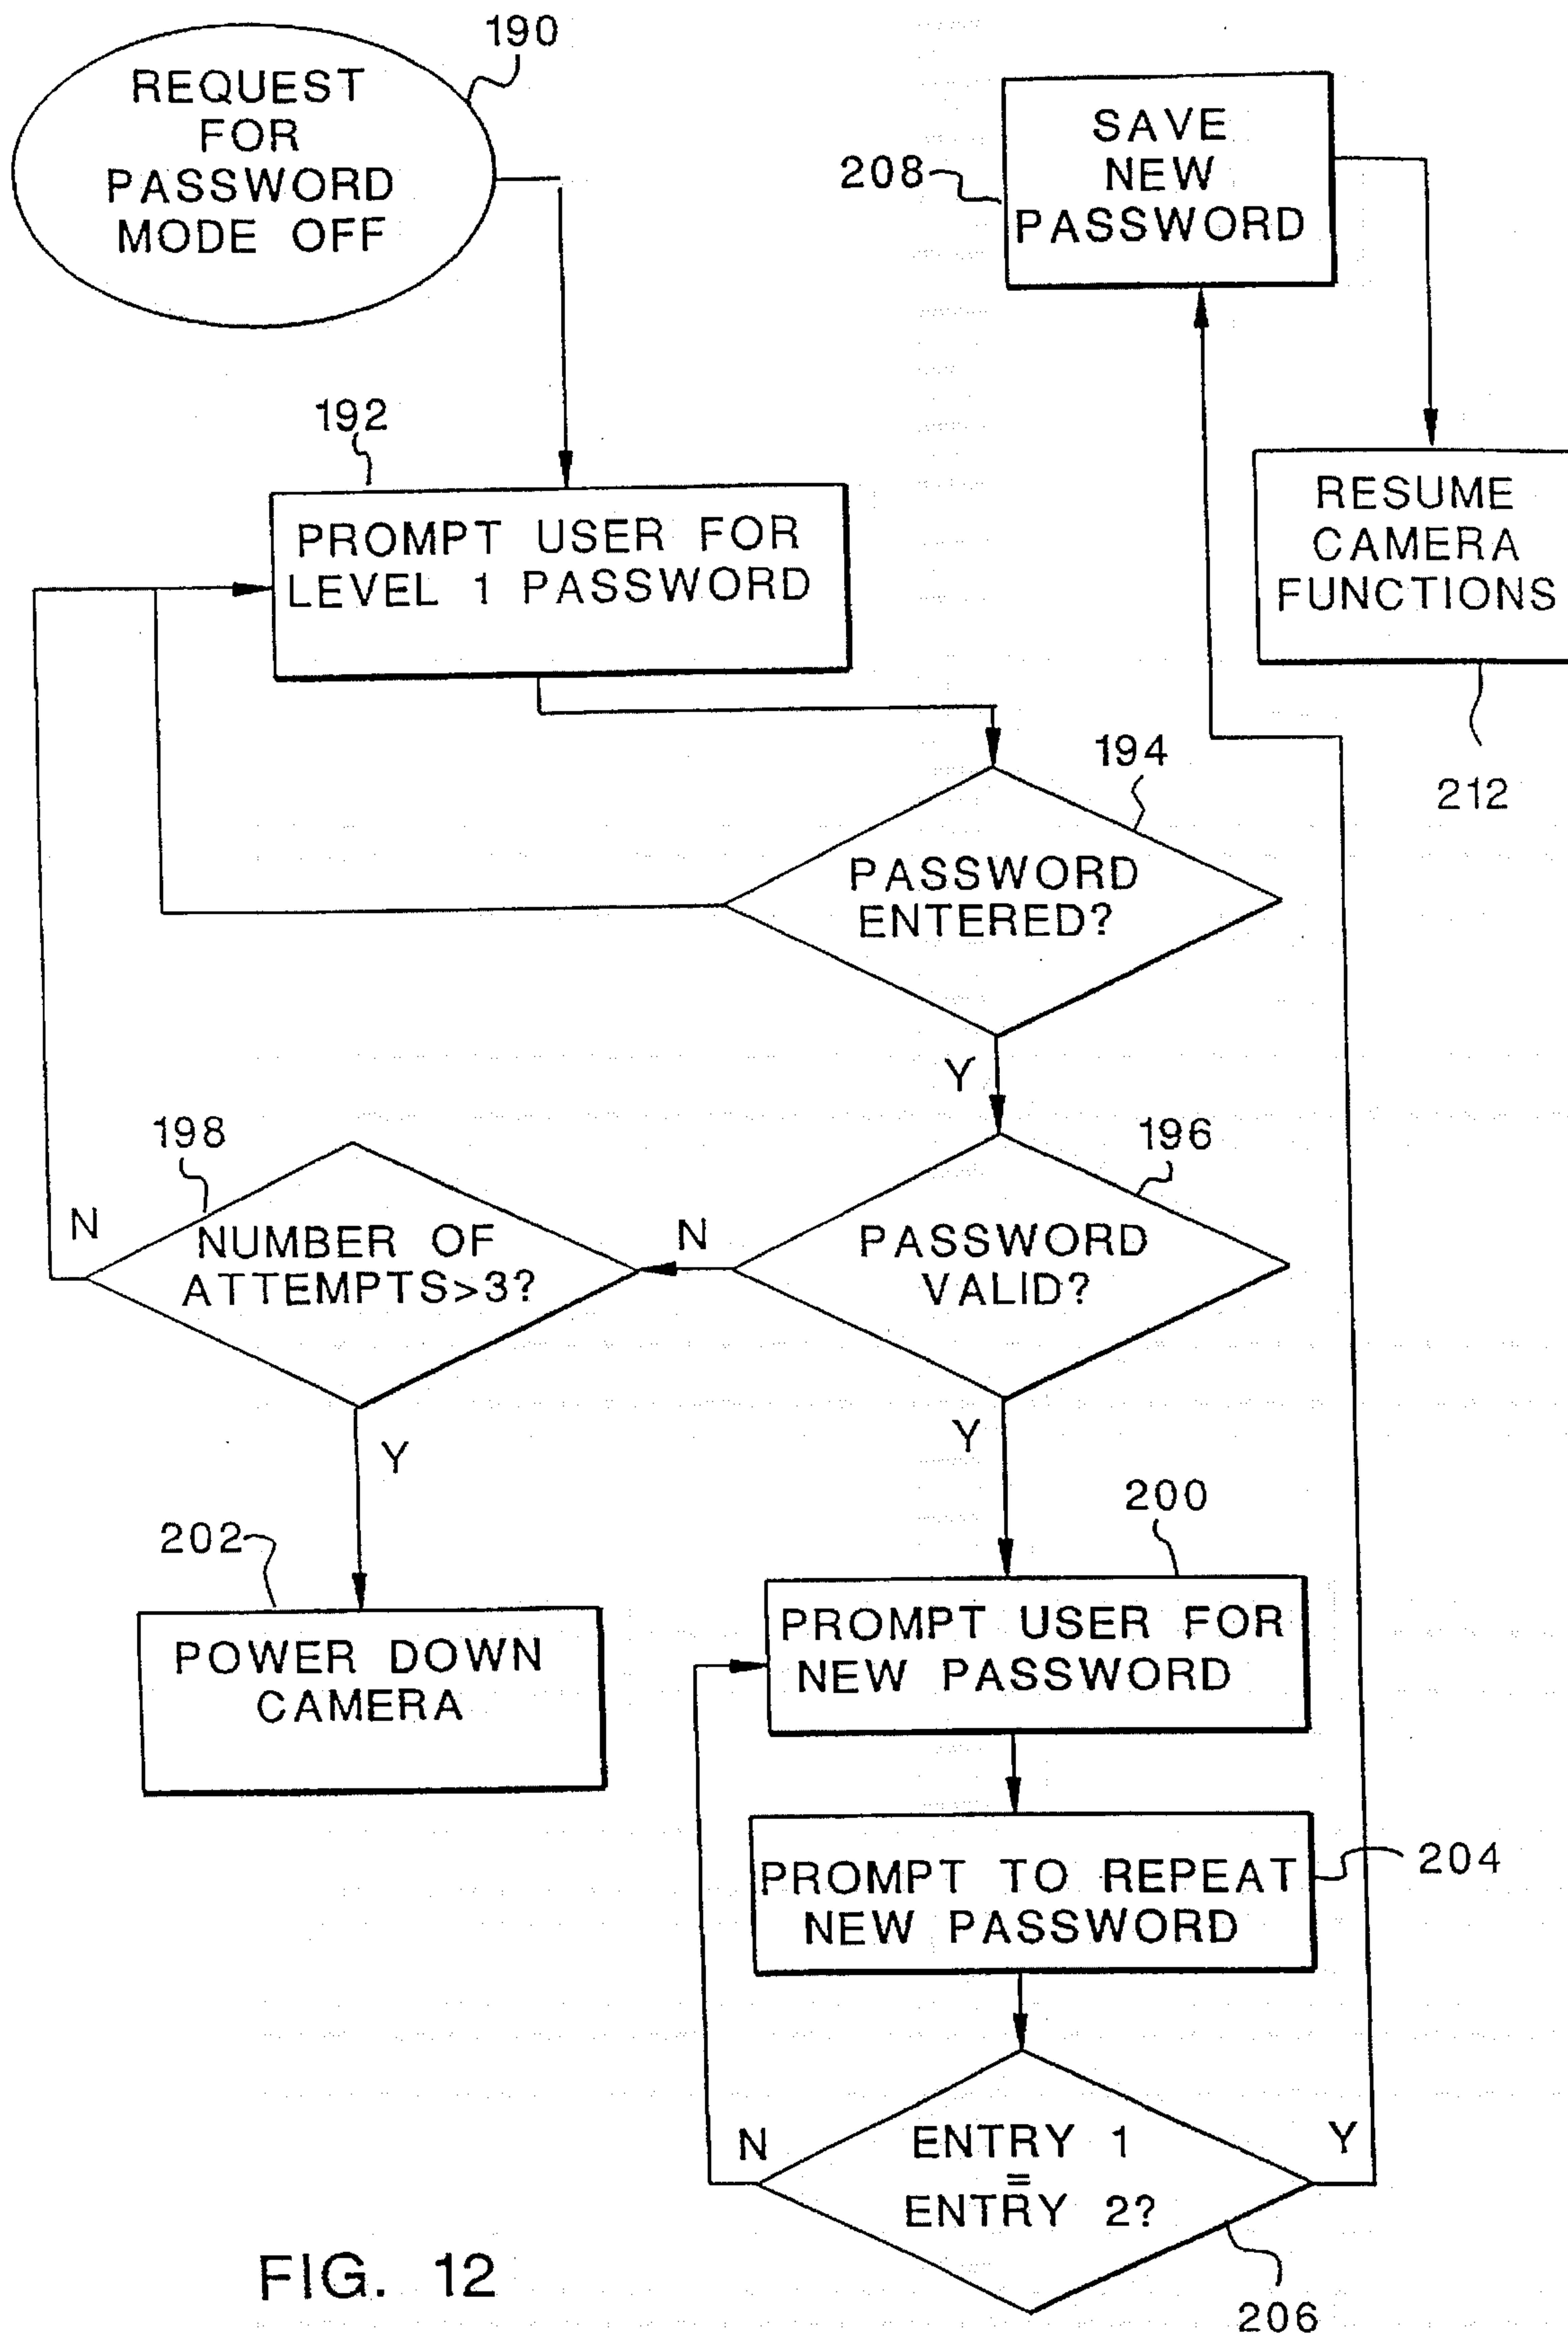 190
REQUEST
FOR
PASSWORD
MODE OFF
208
SAVE
NEW
PASSWORD
192
PROMPT USER FOR
LEVEL 1 PASSWORD
RESUME
CAMERA
FUNCTIONS
212
194
PASSWORD
ENTERED?
Y
198
N
NUMBER OF
ATTEMPTS>3?
N
196
PASSWORD
VALID?
Y
Y
202
POWER DOWN
CAMERA
200
PROMPT USER FOR
NEW PASSWORD
PROMPT TO REPEAT
NEW PASSWORD
204
N
ENTRY 1
=
ENTRY 2?
Y
206
FIG. 12